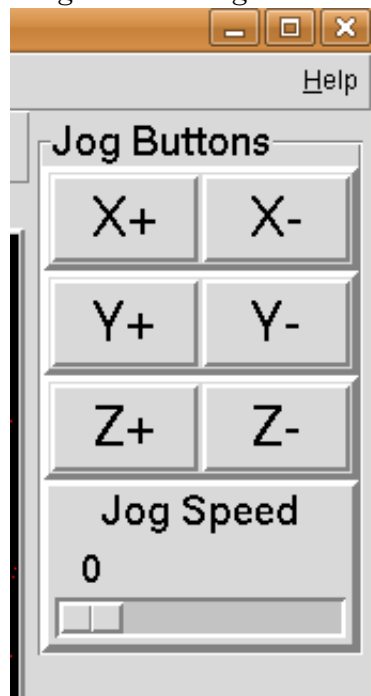 Help
Jog Buttons
X+ X-
Y+ Y-
Z+ Z-
Jog Speed
0